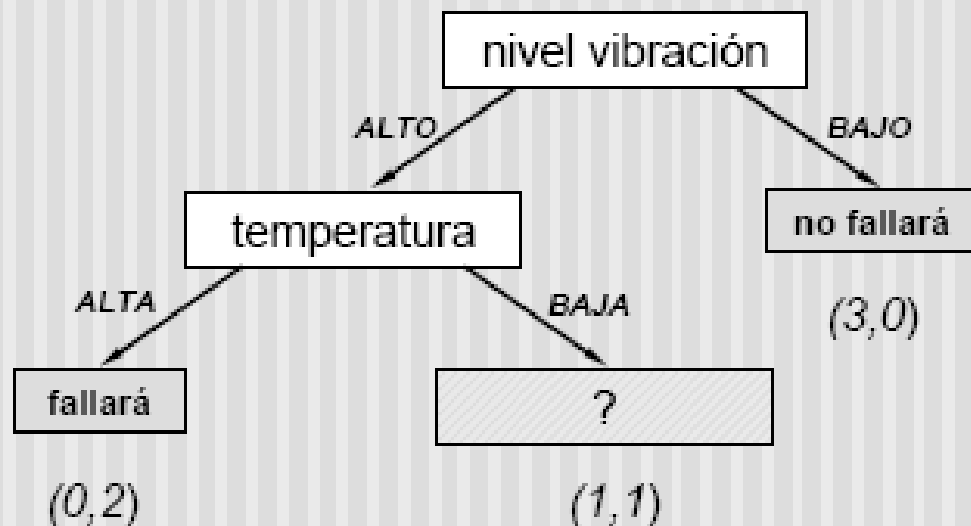 nivel vibración
ALTO
BAJO
temperatura
no fallará
ALTA
BAJA
(3,0)
fallará
?
(0,2)
(1,1)